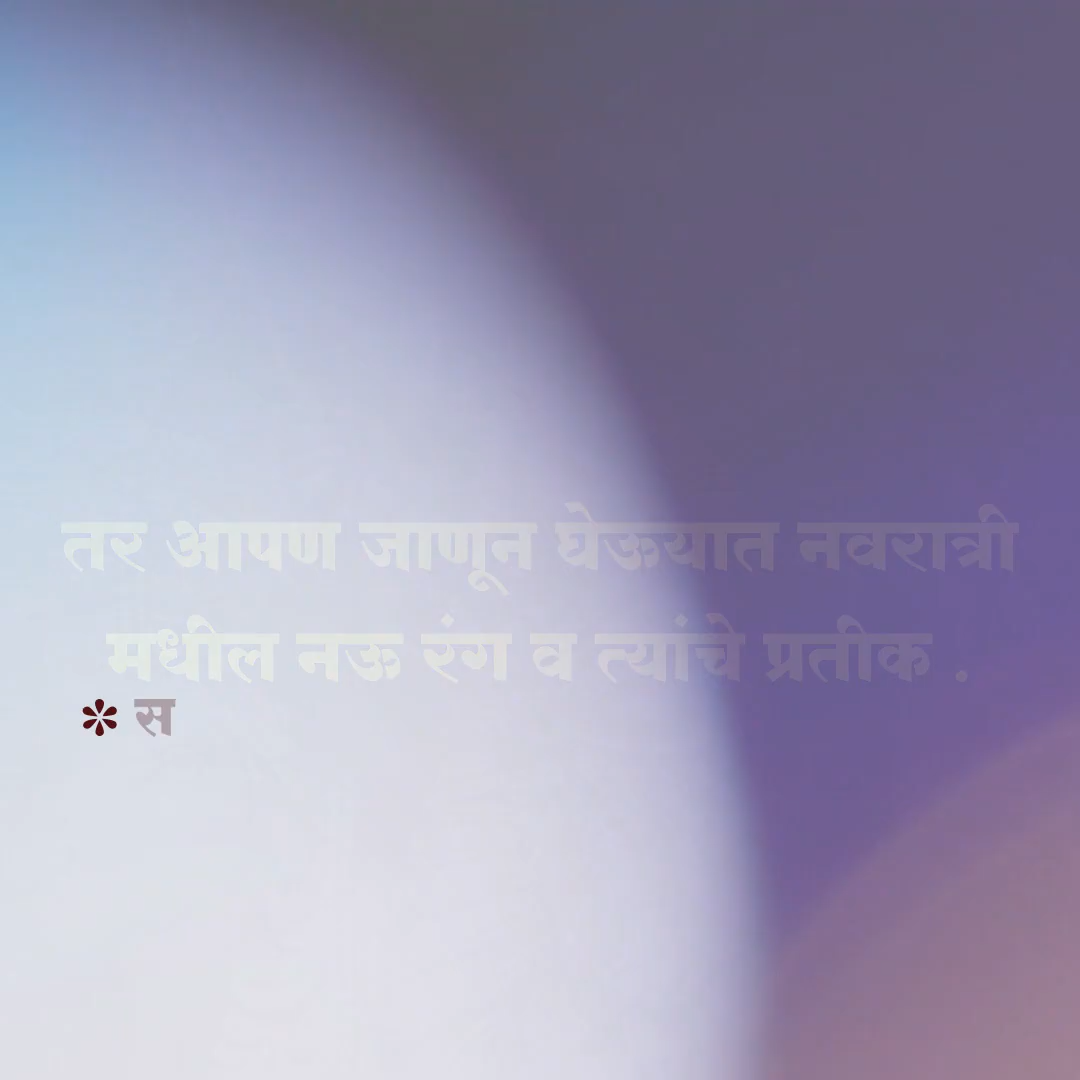 तर आपण जाणून घेऊयात नवरात्री
मधील नऊ रंग व त्यांचे प्रतीक .
* स